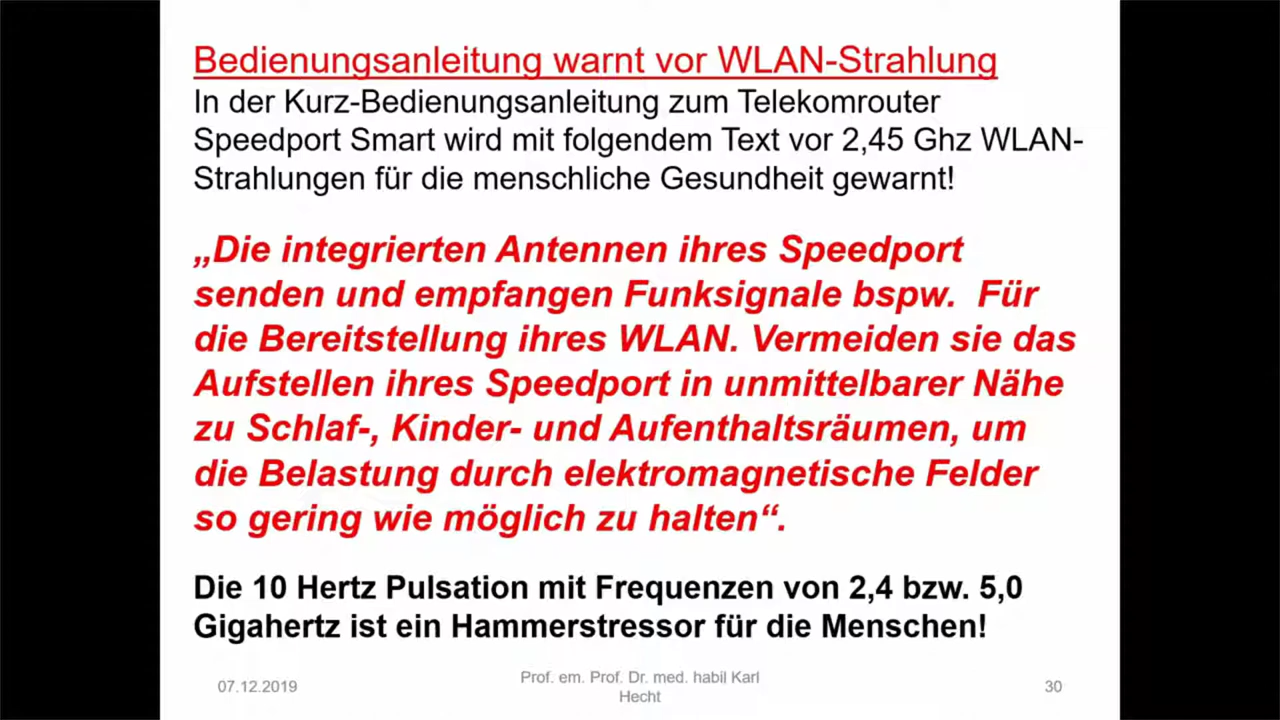 Bedienungsanleitung warnt vor WLAN-Strahlung
In der Kurz-Bedienungsanleitung zum Telekomrouter
Speedport Smart wird mit folgendem Text vor 2,45 Ghz WLAN-
Strahlungen für die menschliche Gesundheit gewarnt!
„Die integrierten Antennen ihres Speedport
senden und empfangen Funksignale bspw. Für
die Bereitstellung ihres WLAN. Vermeiden sie das
Aufstellen ihres Speedport in unmittelbarer Nähe
zu Schlaf-, Kinder- und Aufenthaltsräumen, um
die Belastung durch elektromagnetische Felder
so gering wie möglich zu halten“.
Die 10 Hertz Pulsation mit Frequenzen von 2,4 bzw. 5,0
Gigahertz ist ein Hammerstressor für die Menschen!
07.12.2019
Prof. em. Prof. Dr. med. habil Karl
Hecht
30